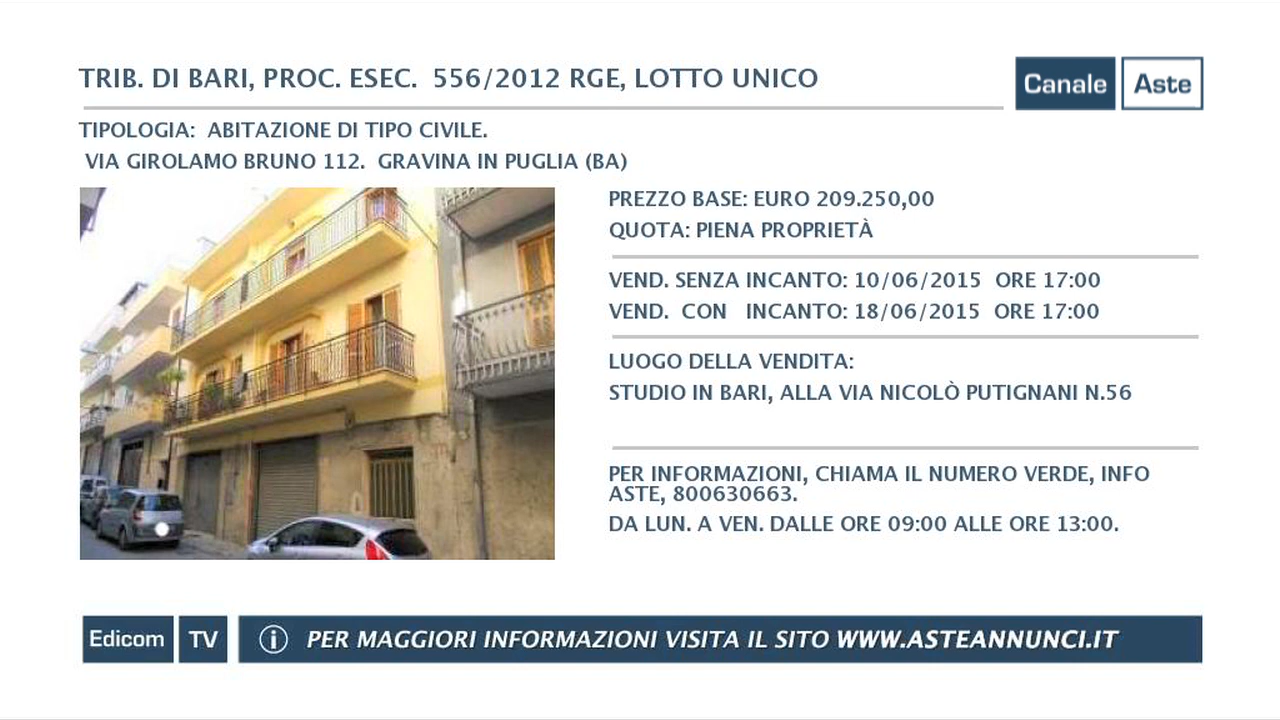 TRIB. DI BARI, PROC. ESEC.  556/2012 RGE, LOTTO UNICO
Canale Aste
TIPOLOGIA:  ABITAZIONE DI TIPO CIVILE.
VIA GIROLAMO BRUNO 112.  GRAVINA IN PUGLIA (BA)
PREZZO BASE: EURO 209.250,00
QUOTA: PIENA PROPRIETÀ
VEND. SENZA INCANTO: 10/06/2015  ORE 17:00
VEND.  CON   INCANTO: 18/06/2015  ORE 17:00
LUOGO DELLA VENDITA:
STUDIO IN BARI, ALLA VIA NICOLÒ PUTIGNANI N.56
PER INFORMAZIONI, CHIAMA IL NUMERO VERDE, INFO
ASTE, 800630663.
DA LUN. A VEN. DALLE ORE 09:00 ALLE ORE 13:00.
Edicom TV
PER MAGGIORI INFORMAZIONI VISITA IL SITO WWW.ASTEANNUNCI.IT